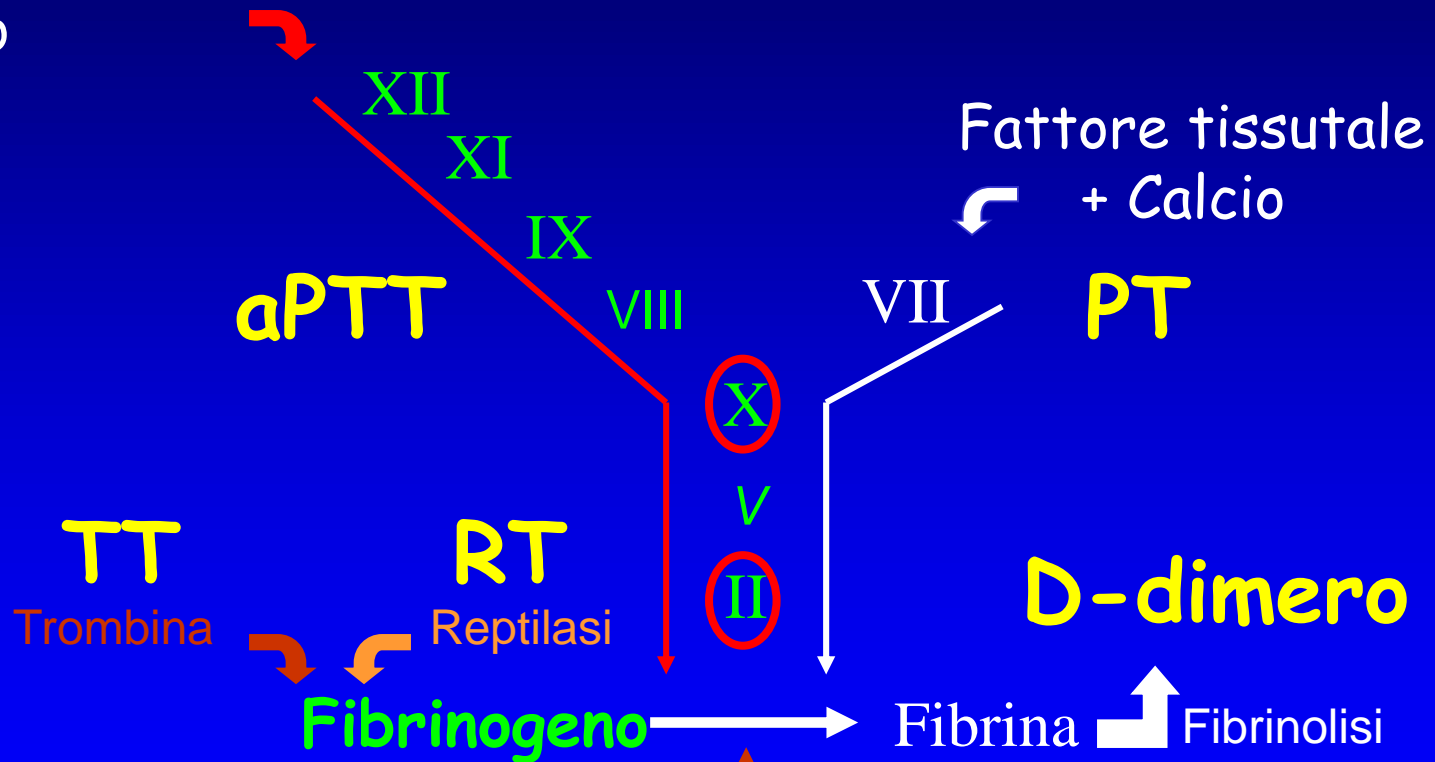 XII
XI
IX
VIII
aPTT
Fattore tissutale
+ Calcio
VII
PT
X
V
II
TT
Trombina
RT
Reptilasi
D-dimero
Fibrinogeno
Fibrina
Fibrinolisi